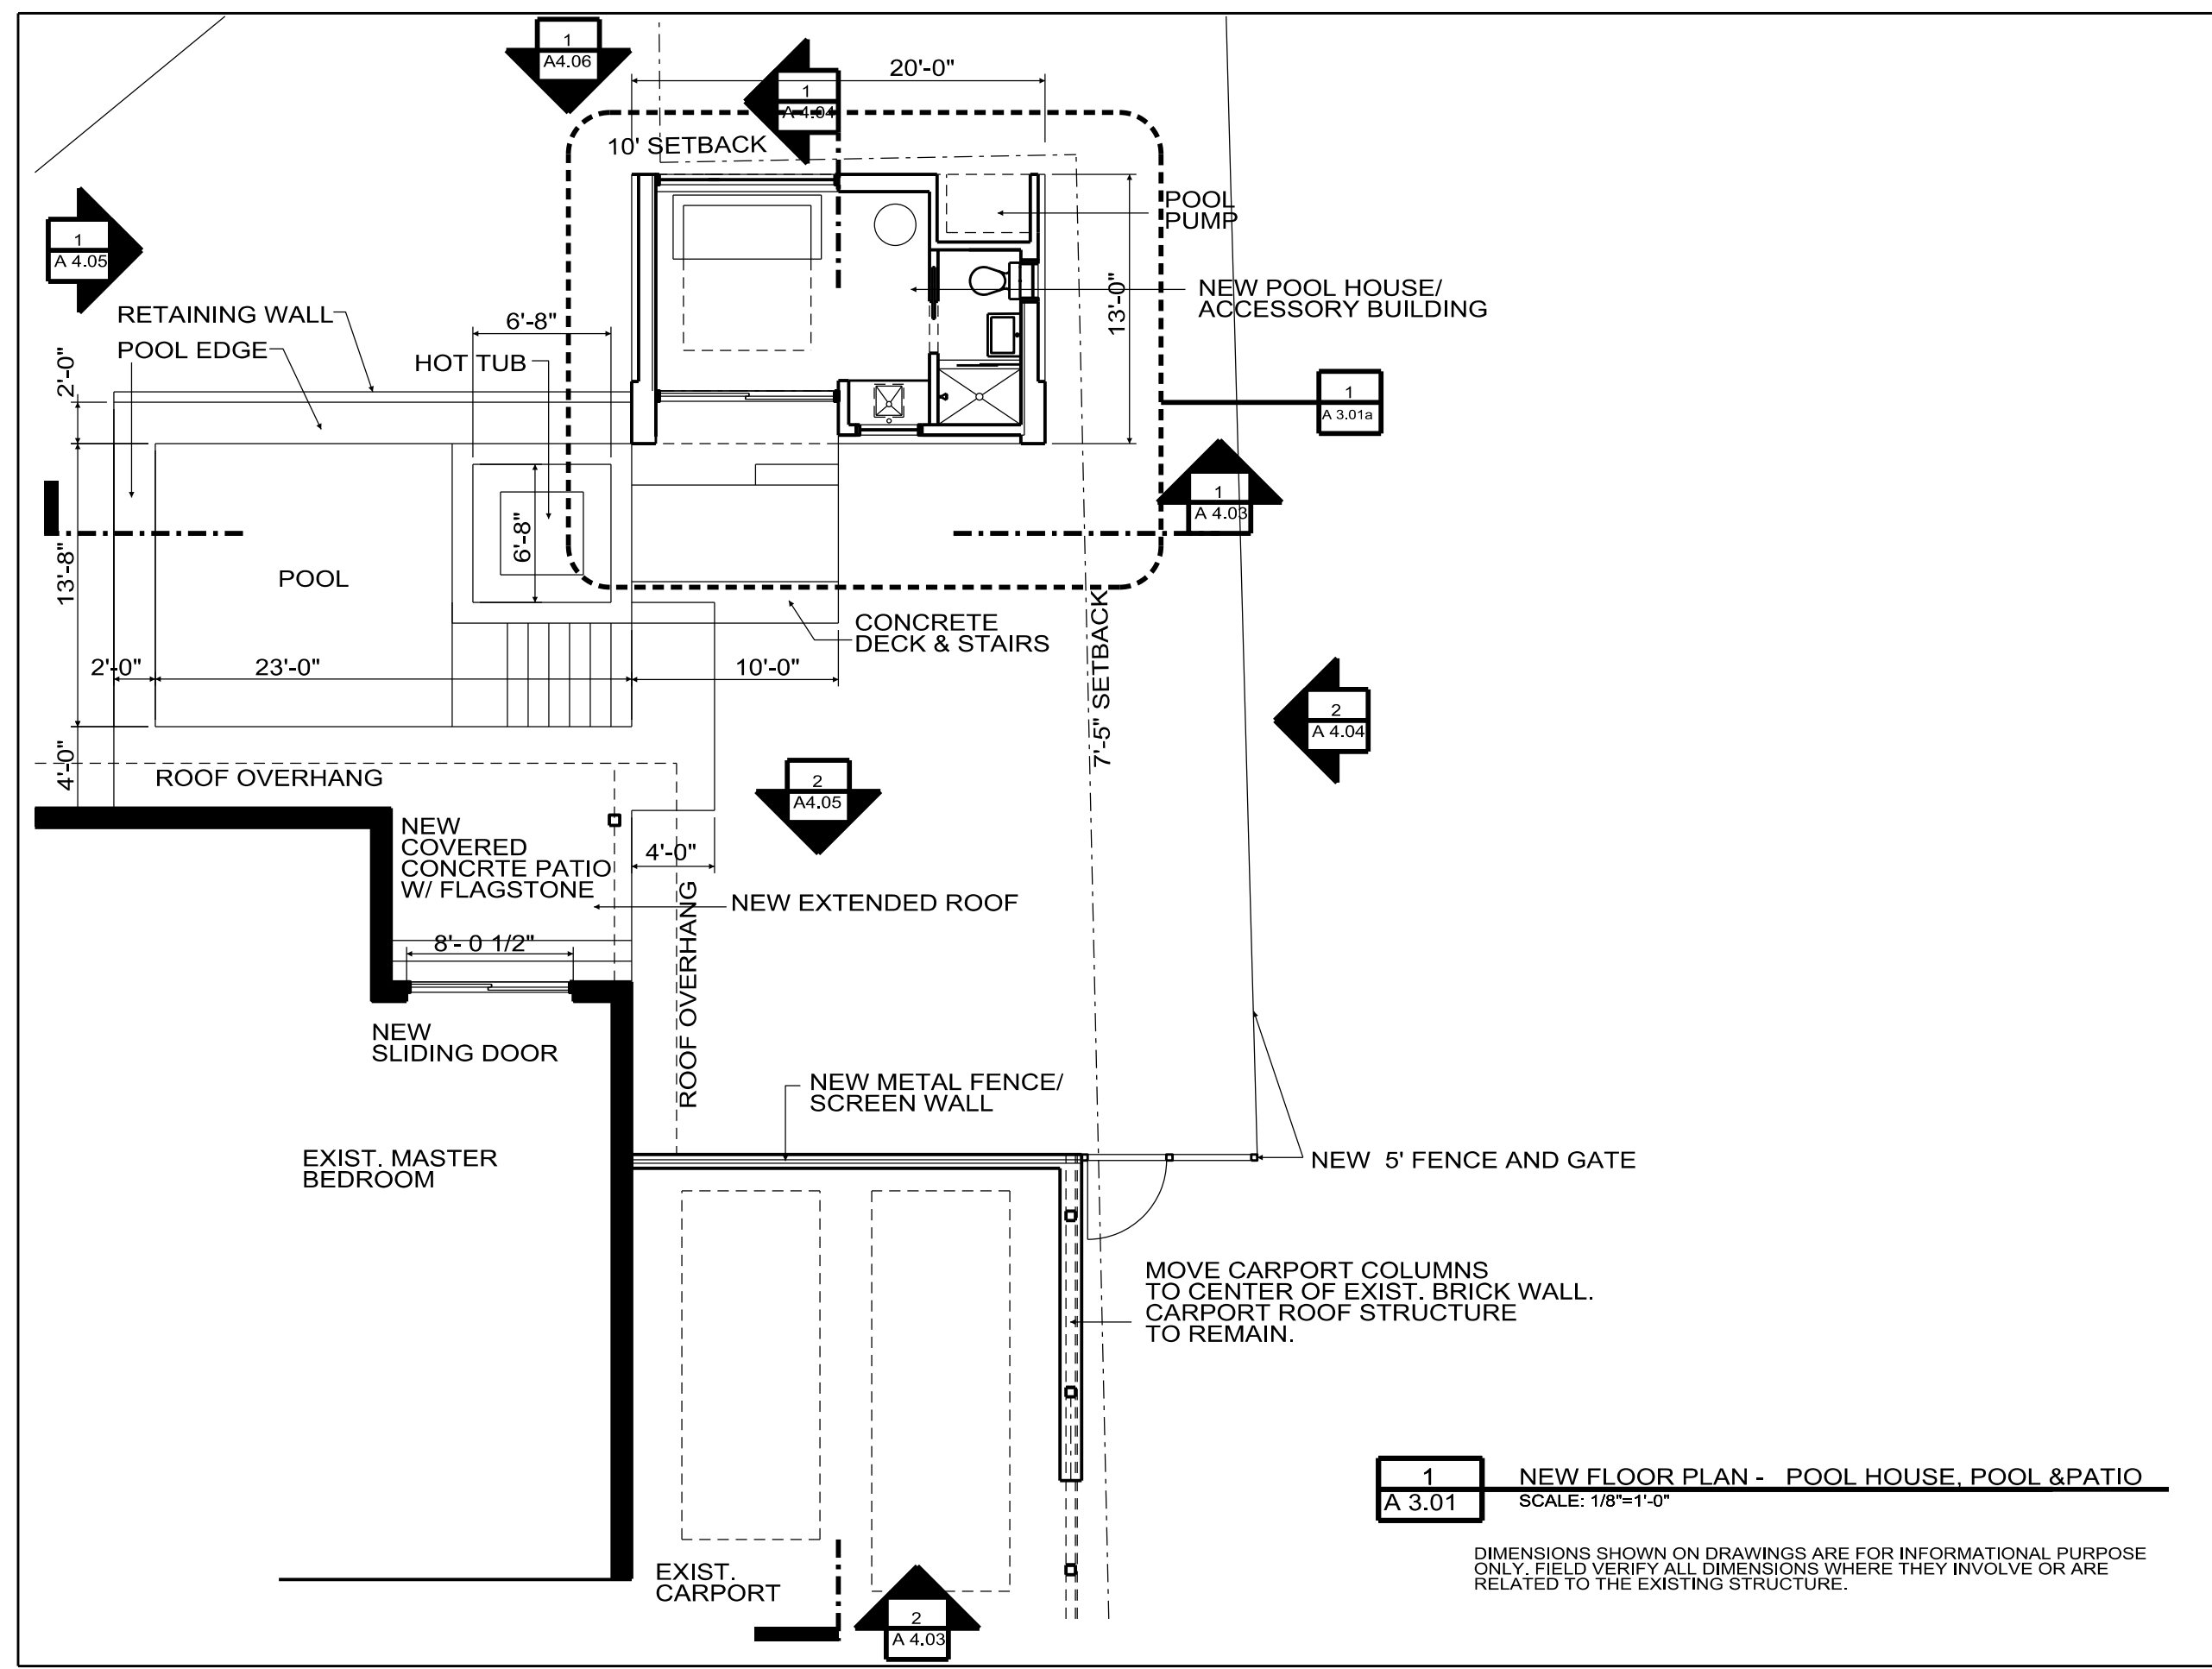 1
A4.06
1
A 4.04
20'-0"
10' SETBACK
POOL
PUMP
1
A 4.05
13'-0"
NEW POOL HOUSE/
ACCESSORY BUILDING
RETAINING WALL
POOL EDGE
6'-8"
HOT TUB
2'-0"
1
A 3.01a
1
A 4.03
6'-8"
13'-8"
POOL
CONCRETE
DECK & STAIRS
2'-0"
23'-0"
10'-0"
7'-5" SETBACK
2
A 4.04
4'-0"
ROOF OVERHANG
2
A4.05
NEW
COVERED
CONCRTE PATIO
W/ FLAGSTONE
4'-0"
NEW EXTENDED ROOF
8'- 0 1/2"
ROOF OVERHANG
NEW
SLIDING DOOR
NEW METAL FENCE/
SCREEN WALL
EXIST. MASTER
BEDROOM
NEW  5' FENCE AND GATE
MOVE CARPORT COLUMNS
TO CENTER OF EXIST. BRICK WALL.
CARPORT ROOF STRUCTURE
TO REMAIN.
EXIST.
CARPORT
2
A 4.03
1
A 3.01
NEW FLOOR PLAN -   POOL HOUSE, POOL &PATIO
SCALE: 1/8"=1'-0"
DIMENSIONS SHOWN ON DRAWINGS ARE FOR INFORMATIONAL PURPOSE
ONLY. FIELD VERIFY ALL DIMENSIONS WHERE THEY INVOLVE OR ARE
RELATED TO THE EXISTING STRUCTURE.